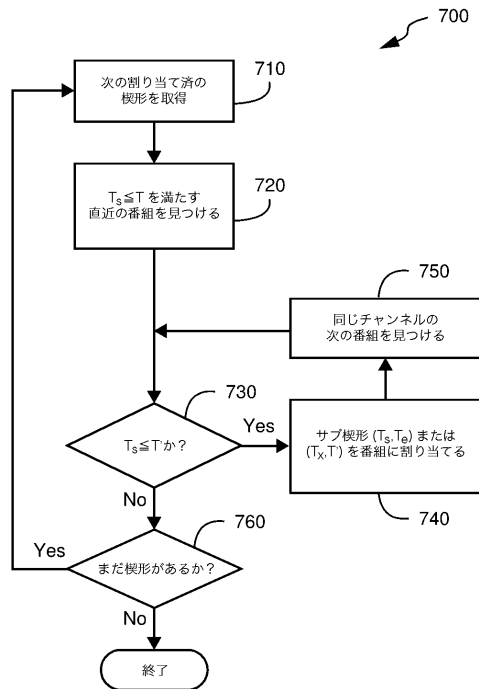 700
次の割り当て済の
楔形を取得
710
Ts≦T を満たす
直近の番組を見つける
720
750
同じチャンネルの
次の番組を見つける
730
Ts≦T'か?
Yes
サブ楔形 (Ts,Te) または
(Tx,T') を番組に割り当てる
740
No
760
Yes
まだ楔形があるか?
No
終了